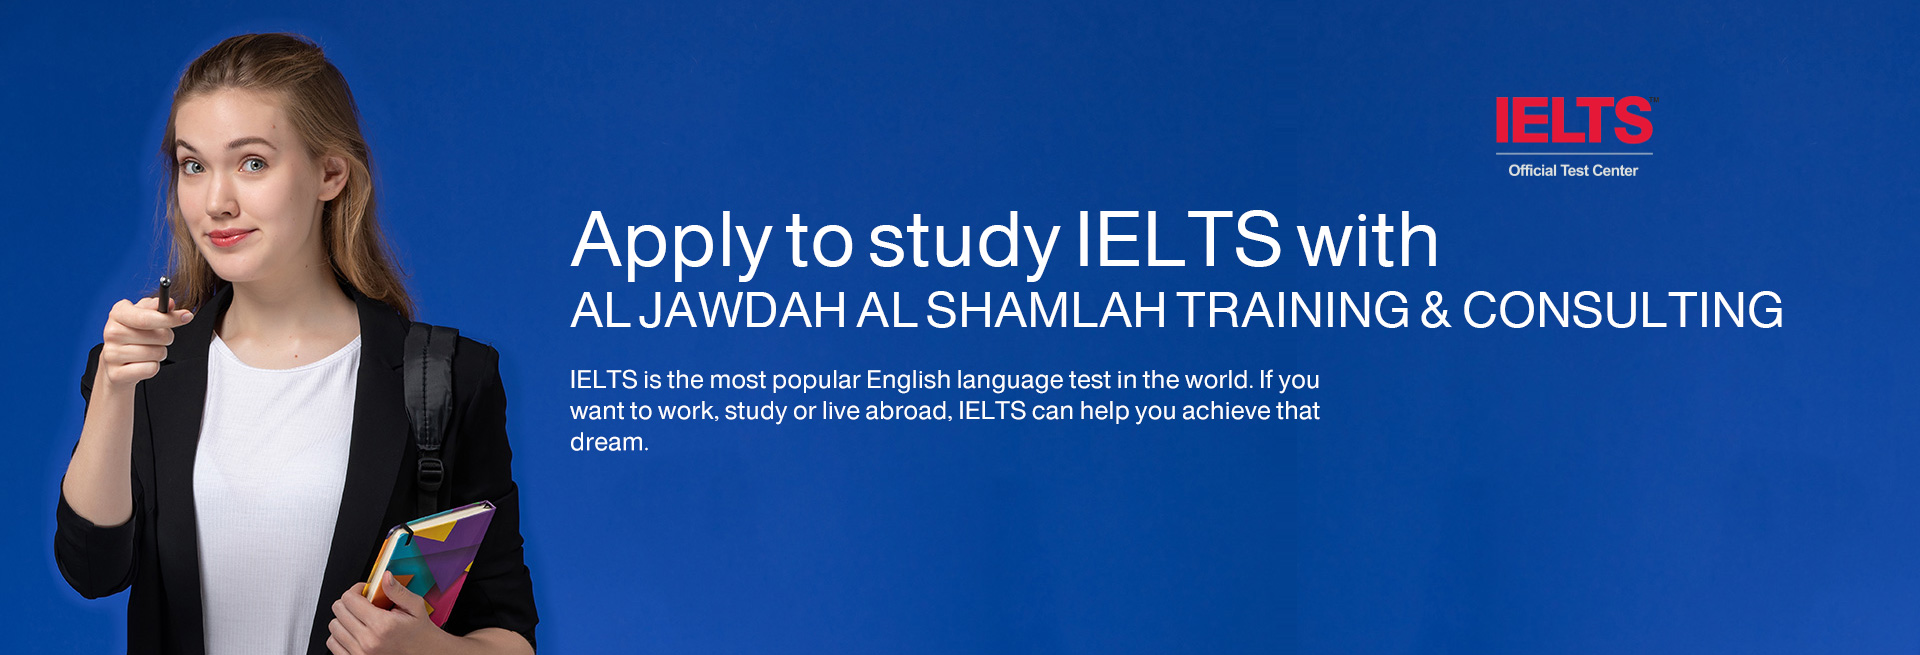 IELTS™
Official Test Center
Apply to study IELTS with
AL JAWDAH AL SHAMLAH TRAINING & CONSULTING
IELTS is the most popular English language test in the world. If you
want to work, study or live abroad, IELTS can help you achieve that
dream.